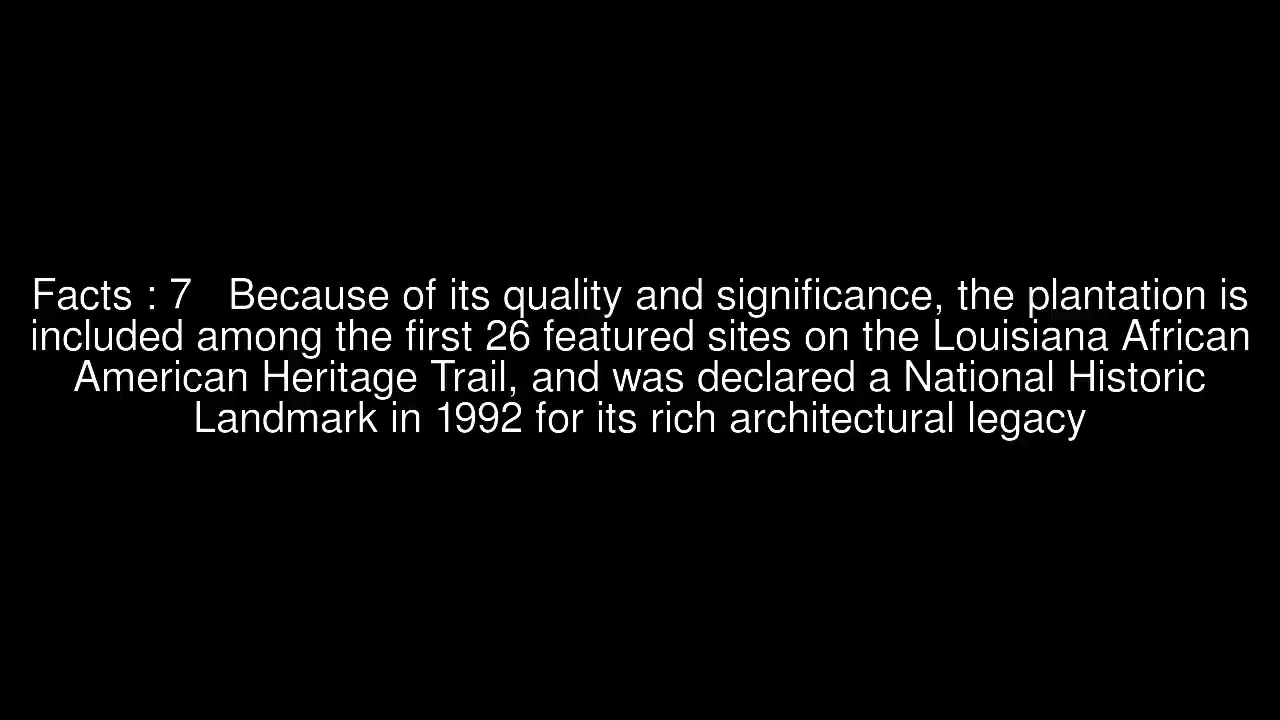 Facts : 7   Because of its quality and significance, the plantation is
included among the first 26 featured sites on the Louisiana African
American Heritage Trail, and was declared a National Historic
Landmark in 1992 for its rich architectural legacy